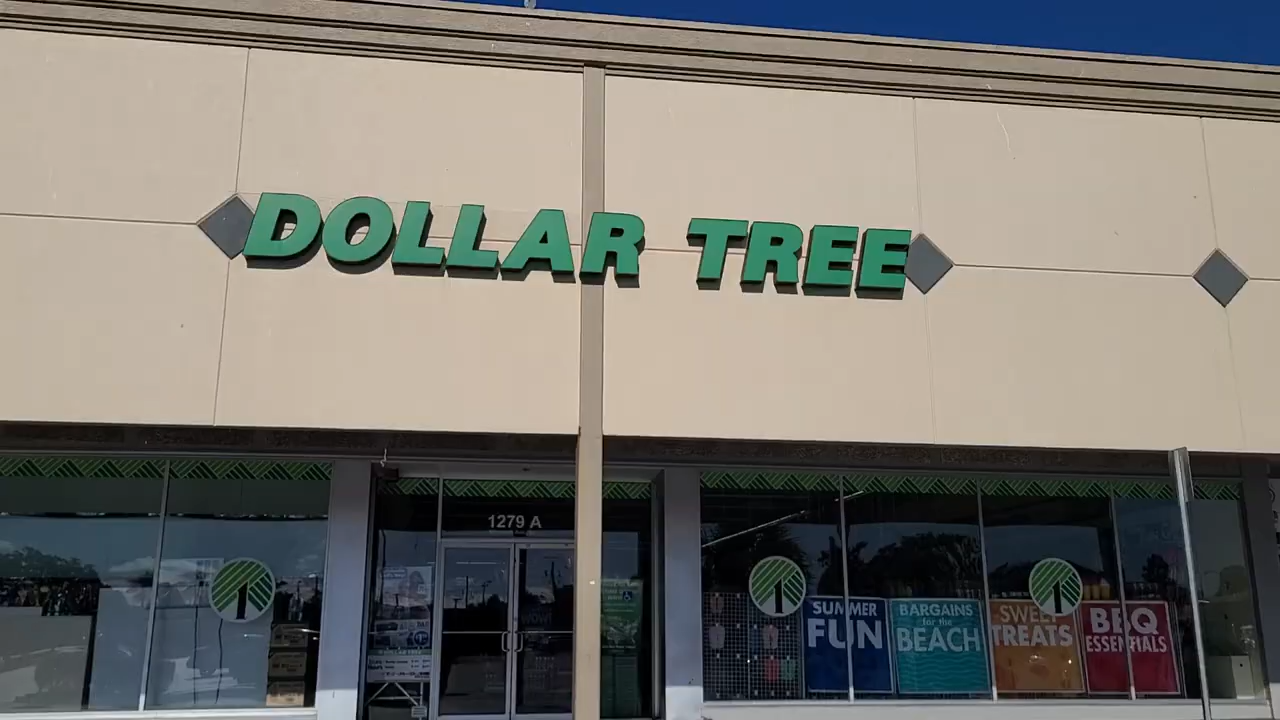 DOLLAR TREE
1279 A
SUMMER
FUN
BARGAINS
for the
BEACH
SWEET
TREATS
BBQ
ESSENTIALS